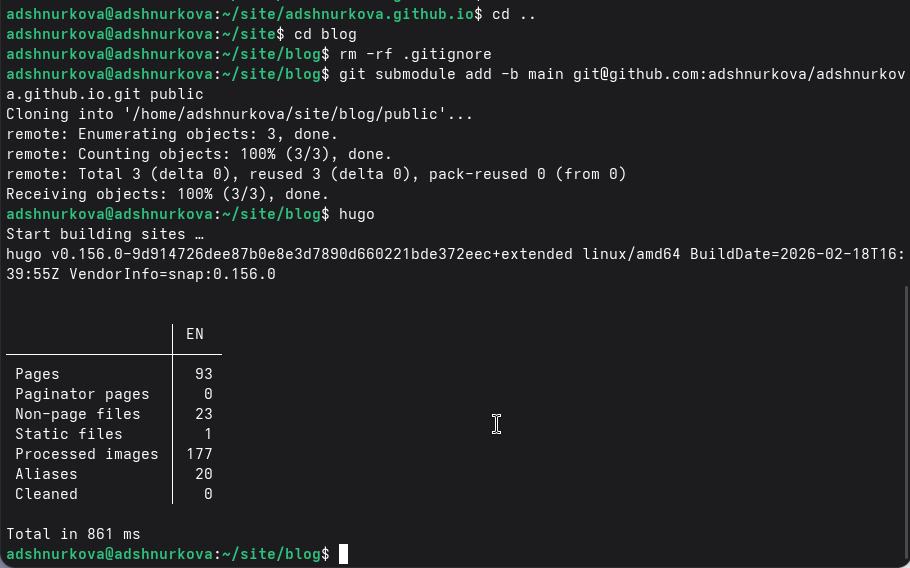 adshnurkova@adshnurkova:~/site/adshnurkova.github.io$ cd ..
adshnurkova@adshnurkova:~/site$ cd blog
adshnurkova@adshnurkova:~/site/blog$ rm -rf .gitignore
adshnurkova@adshnurkova:~/site/blog$ git submodule add -b main git@github.com:adshnurkova/adshnurkov
a.github.io.git public
Cloning into '/home/adshnurkova/site/blog/public'...
remote: Enumerating objects: 3, done.
remote: Counting objects: 100% (3/3), done.
remote: Total 3 (delta 0), reused 3 (delta 0), pack-reused 0 (from 0)
Receiving objects: 100% (3/3), done.
adshnurkova@adshnurkova:~/site/blog$ hugo
Start building sites …
hugo v0.156.0-9d914726dee87b0e8e3d7890d660221bde372eec+extended linux/amd64 BuildDate=2026-02-18T16:
39:55Z VendorInfo=snap:0.156.0
EN
Pages 93
Paginator pages 0
Non-page files 23
Static files 1
Processed images 177
Aliases 20
Cleaned 0
Total in 861 ms
adshnurkova@adshnurkova:~/site/blog$